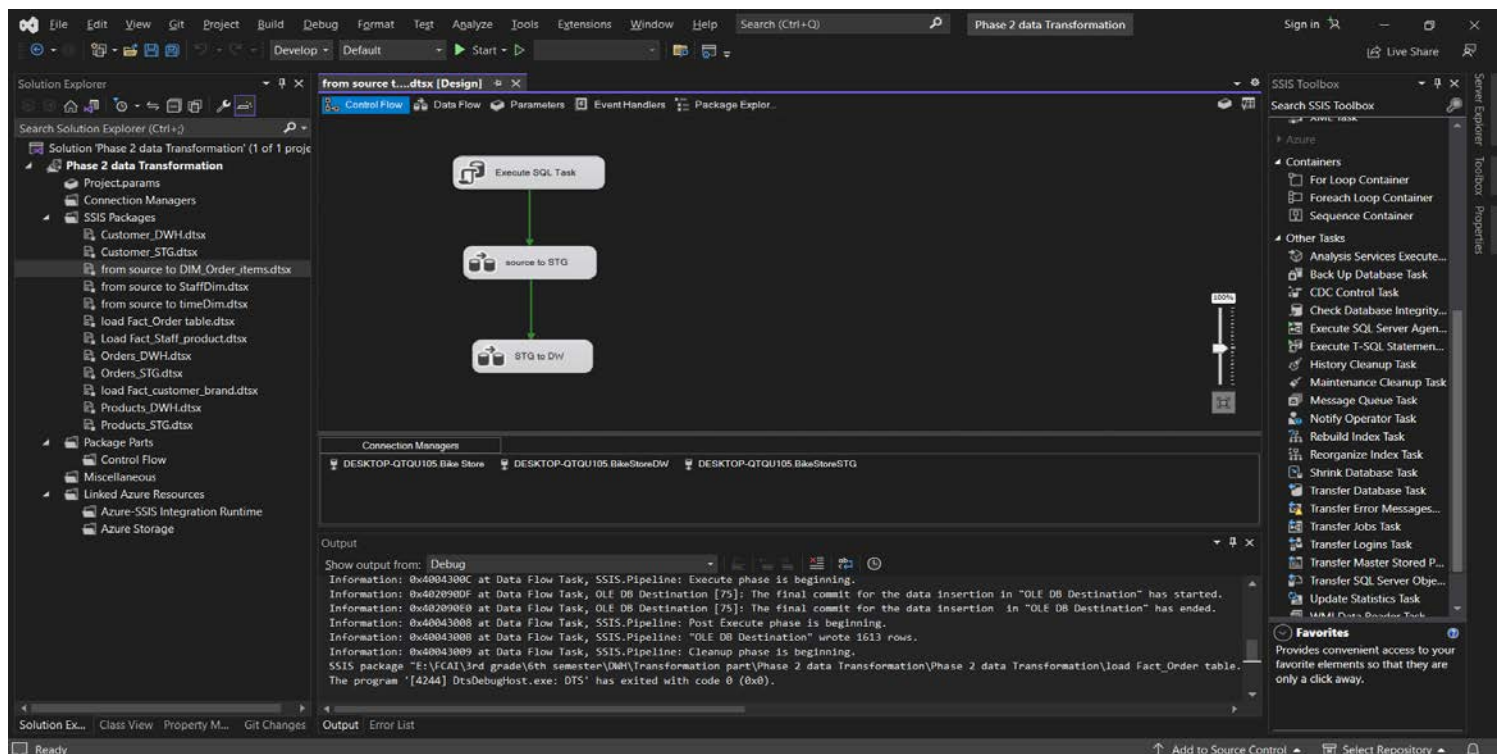 File Edit View Git Project Build Debug Format Test Analyze Tools Extensions Window Help Search (Ctrl+Q) Phase 2 data Transformation Sign in
Develop Default Start Live Share
Solution Explorer
Search Solution Explorer (Ctrl+;)
Solution 'Phase 2 data Transformation' (1 of 1 proje
Phase 2 data Transformation
Project.params
Connection Managers
SSIS Packages
Customer_DWH.dtsx
Customer_STG.dtsx
from source to DIM_Order_items.dtsx
from source to StaffDim.dtsx
from source to timeDim.dtsx
load Fact_Order table.dtsx
Load Fact_Staff_product.dtsx
Orders_DWH.dtsx
Orders_STG.dtsx
load Fact_customer_brand.dtsx
Products_DWH.dtsx
Products_STG.dtsx
Package Parts
Control Flow
Miscellaneous
Linked Azure Resources
Azure-SSIS Integration Runtime
Azure Storage
Solution Ex... Class View Property M... Git Changes
from source t....dtsx [Design]
Control Flow Data Flow Parameters Event Handlers Package Explor...
Execute SQL Task
source to STG
STG to DW
100%
Connection Managers
DESKTOP-QTQU105.Bike Store DESKTOP-QTQU105.BikeStoreDW DESKTOP-QTQU105.BikeStoreSTG
Output
Show output from: Debug
Information: 0x4004300C at Data Flow Task, SSIS.Pipeline: Execute phase is beginning.
Information: 0x402090DF at Data Flow Task, OLE DB Destination [75]: The final commit for the data insertion in "OLE DB Destination" has started.
Information: 0x402090E0 at Data Flow Task, OLE DB Destination [75]: The final commit for the data insertion  in "OLE DB Destination" has ended.
Information: 0x40043008 at Data Flow Task, SSIS.Pipeline: Post Execute phase is beginning.
Information: 0x4004300B at Data Flow Task, SSIS.Pipeline: "OLE DB Destination" wrote 1613 rows.
Information: 0x40043009 at Data Flow Task, SSIS.Pipeline: Cleanup phase is beginning.
SSIS package "E:\FCAI\3rd grade\6th semester\DWH\Transformation part\Phase 2 data Transformation\Phase 2 data Transformation\load Fact_Order table.
The program '[4244] DtsDebugHost.exe: DTS' has exited with code 0 (0x0).
Output Error List
SSIS Toolbox
Search SSIS Toolbox
XML Task
Azure
Containers
For Loop Container
Foreach Loop Container
Sequence Container
Other Tasks
Analysis Services Execute...
Back Up Database Task
CDC Control Task
Check Database Integrity...
Execute SQL Server Agen...
Execute T-SQL Statemen...
History Cleanup Task
Maintenance Cleanup Task
Message Queue Task
Notify Operator Task
Rebuild Index Task
Reorganize Index Task
Shrink Database Task
Transfer Database Task
Transfer Error Messages...
Transfer Jobs Task
Transfer Logins Task
Transfer Master Stored P...
Transfer SQL Server Obje...
Update Statistics Task
WMI Data Reader Task
Favorites
Provides convenient access to your
favorite elements so that they are
only a click away.
Server Explorer
Toolbox
Properties
Ready Add to Source Control Select Repository